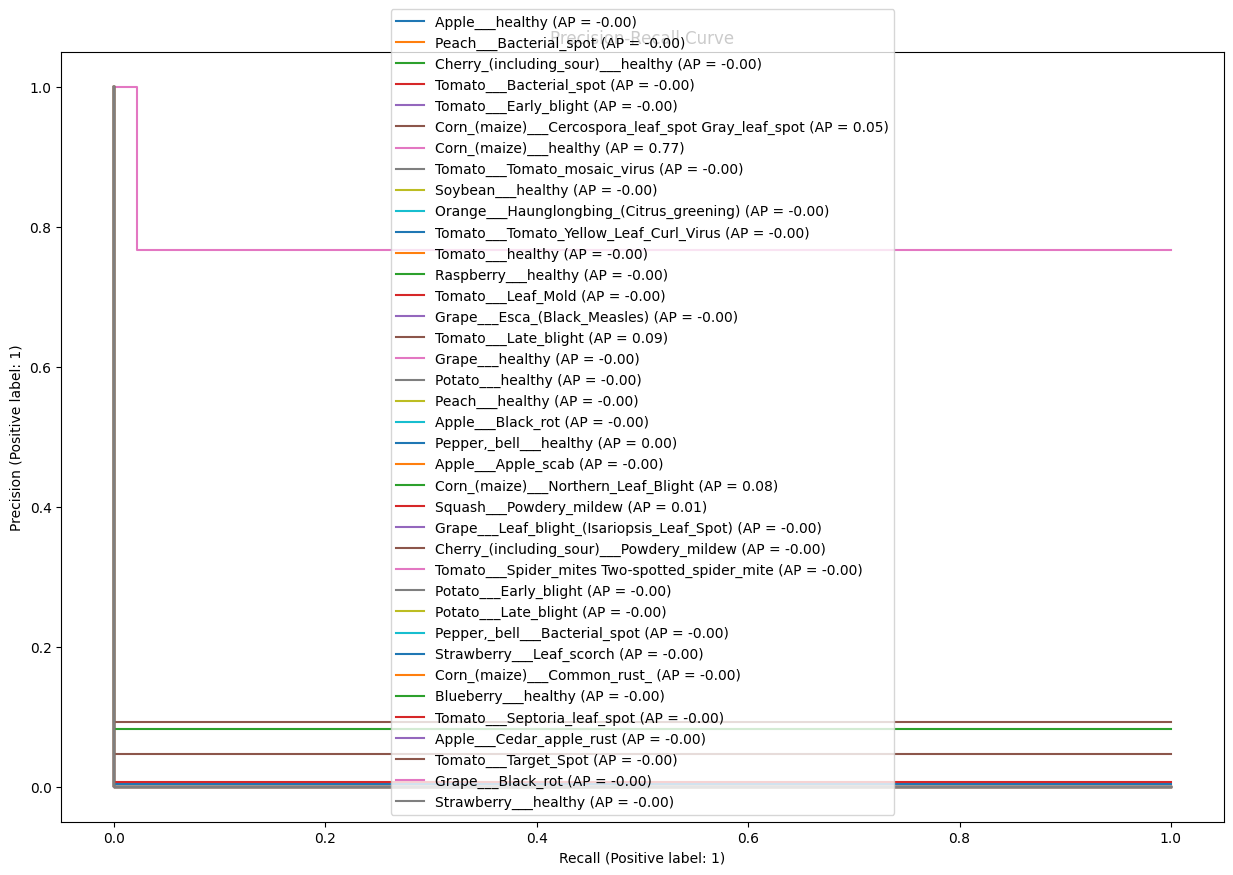 Precision-Recall Curve
Apple___healthy (AP = -0.00)
Peach___Bacterial_spot (AP = -0.00)
Cherry_(including_sour)___healthy (AP = -0.00)
Tomato___Bacterial_spot (AP = -0.00)
Tomato___Early_blight (AP = -0.00)
Corn_(maize)___Cercospora_leaf_spot Gray_leaf_spot (AP = 0.05)
Corn_(maize)___healthy (AP = 0.77)
Tomato___Tomato_mosaic_virus (AP = -0.00)
Soybean___healthy (AP = -0.00)
Orange___Haunglongbing_(Citrus_greening) (AP = -0.00)
Tomato___Tomato_Yellow_Leaf_Curl_Virus (AP = -0.00)
Tomato___healthy (AP = -0.00)
Raspberry___healthy (AP = -0.00)
Tomato___Leaf_Mold (AP = -0.00)
Grape___Esca_(Black_Measles) (AP = -0.00)
Tomato___Late_blight (AP = 0.09)
Grape___healthy (AP = -0.00)
Potato___healthy (AP = -0.00)
Peach___healthy (AP = -0.00)
Apple___Black_rot (AP = -0.00)
Pepper,_bell___healthy (AP = 0.00)
Apple___Apple_scab (AP = -0.00)
Corn_(maize)___Northern_Leaf_Blight (AP = 0.08)
Squash___Powdery_mildew (AP = 0.01)
Grape___Leaf_blight_(Isariopsis_Leaf_Spot) (AP = -0.00)
Cherry_(including_sour)___Powdery_mildew (AP = -0.00)
Tomato___Spider_mites Two-spotted_spider_mite (AP = -0.00)
Potato___Early_blight (AP = -0.00)
Potato___Late_blight (AP = -0.00)
Pepper,_bell___Bacterial_spot (AP = -0.00)
Strawberry___Leaf_scorch (AP = -0.00)
Corn_(maize)___Common_rust_ (AP = -0.00)
Blueberry___healthy (AP = -0.00)
Tomato___Septoria_leaf_spot (AP = -0.00)
Apple___Cedar_apple_rust (AP = -0.00)
Tomato___Target_Spot (AP = -0.00)
Grape___Black_rot (AP = -0.00)
Strawberry___healthy (AP = -0.00)
Precision (Positive label: 1)
1.0
0.8
0.6
0.4
0.2
0.0
0.0
0.2
0.4
0.6
0.8
1.0
Recall (Positive label: 1)